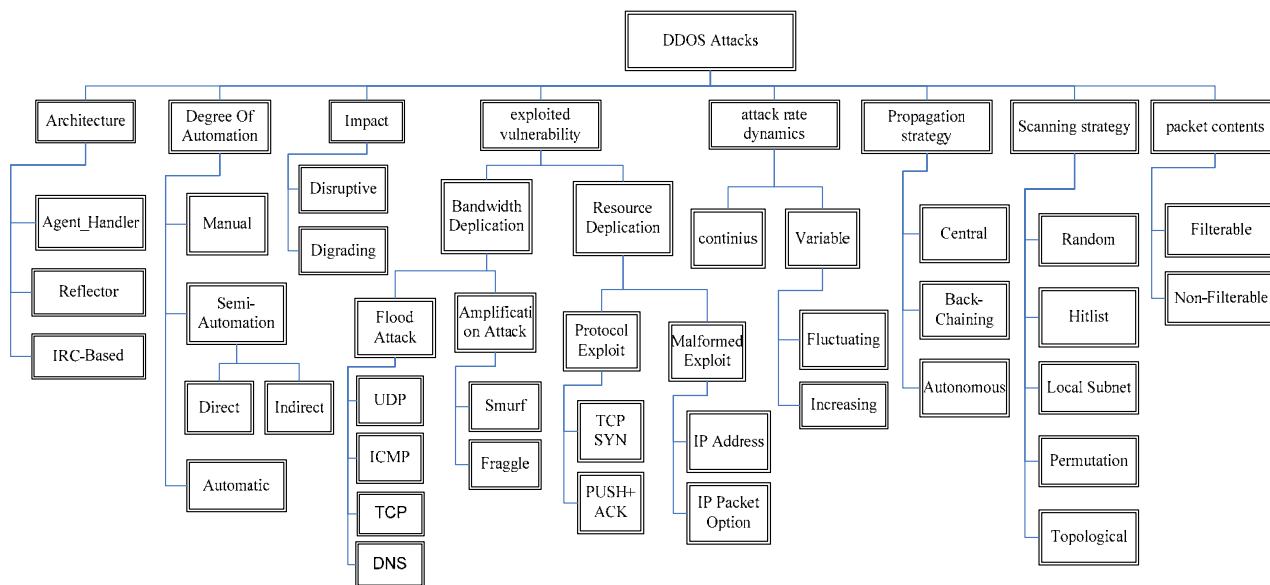 DDOS Attacks
Architecture
Degree Of
Automation
Impact
exploited
vulnerability
attack rate
dynamics
Propagation
strategy
Scanning strategy
packet contents
Agent_Handler
Reflector
IRC-Based
Manual
Semi-
Automation
Direct
Indirect
Automatic
Disruptive
Digrading
Bandwidth
Deplication
Resource
Deplication
Flood
Attack
Amplificati
on Attack
UDP
ICMP
TCP
DNS
Smurf
Fraggle
Protocol
Exploit
Malformed
Exploit
TCP
SYN
PUSH+
ACK
IP Address
IP Packet
Option
continius
Variable
Fluctuating
Increasing
Central
Back-
Chaining
Autonomous
Random
Hitlist
Local Subnet
Permutation
Topological
Filterable
Non-Filterable